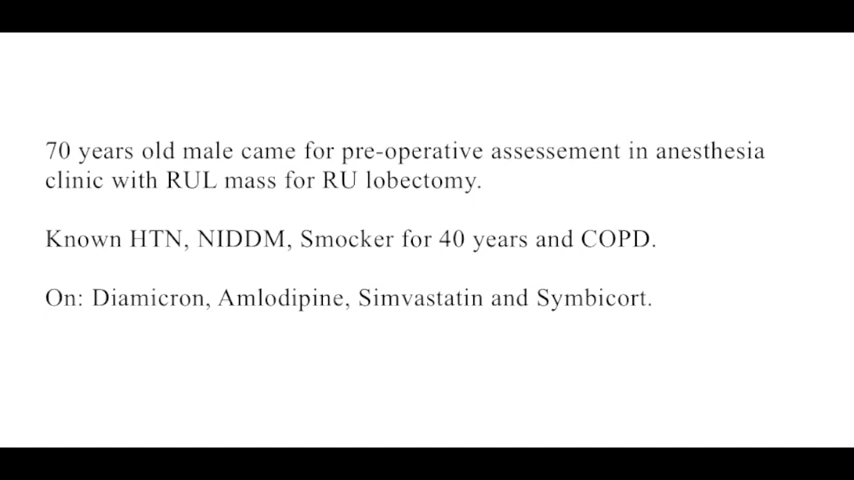 70 years old male came for pre-operative assessement in anesthesia
clinic with RUL mass for RU lobectomy.
Known HTN, NIDDM, Smocker for 40 years and COPD.
On: Diamicron, Amlodipine, Simvastatin and Symbicort.